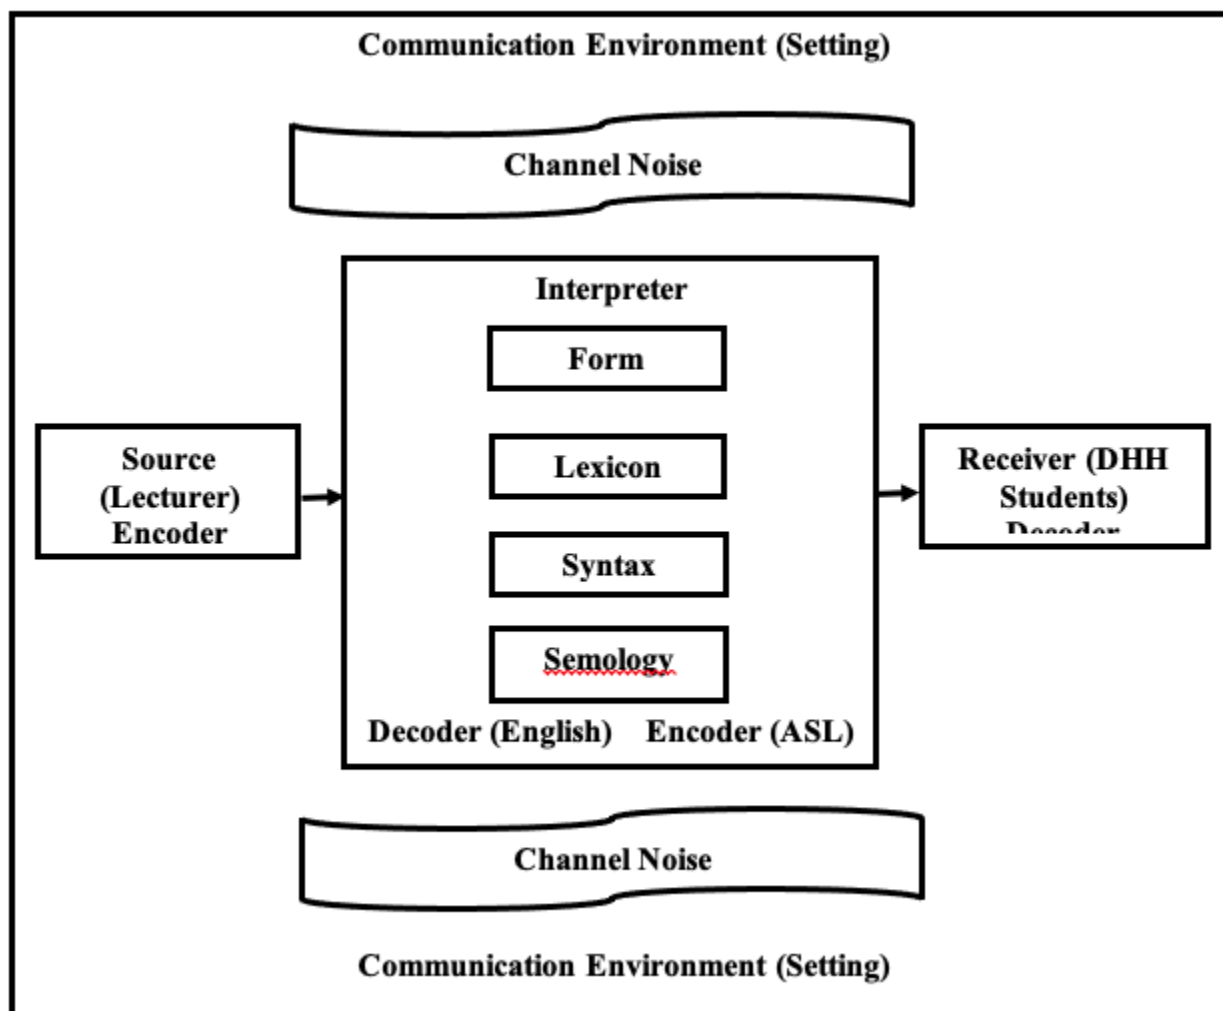 Communication Environment (Setting)
Channel Noise
Interpreter
Form
Lexicon
Syntax
Semology
Decoder (English) Encoder (ASL)
Source
(Lecturer)
Encoder
Receiver (DHH
Students)
Decoder
Channel Noise
Communication Environment (Setting)